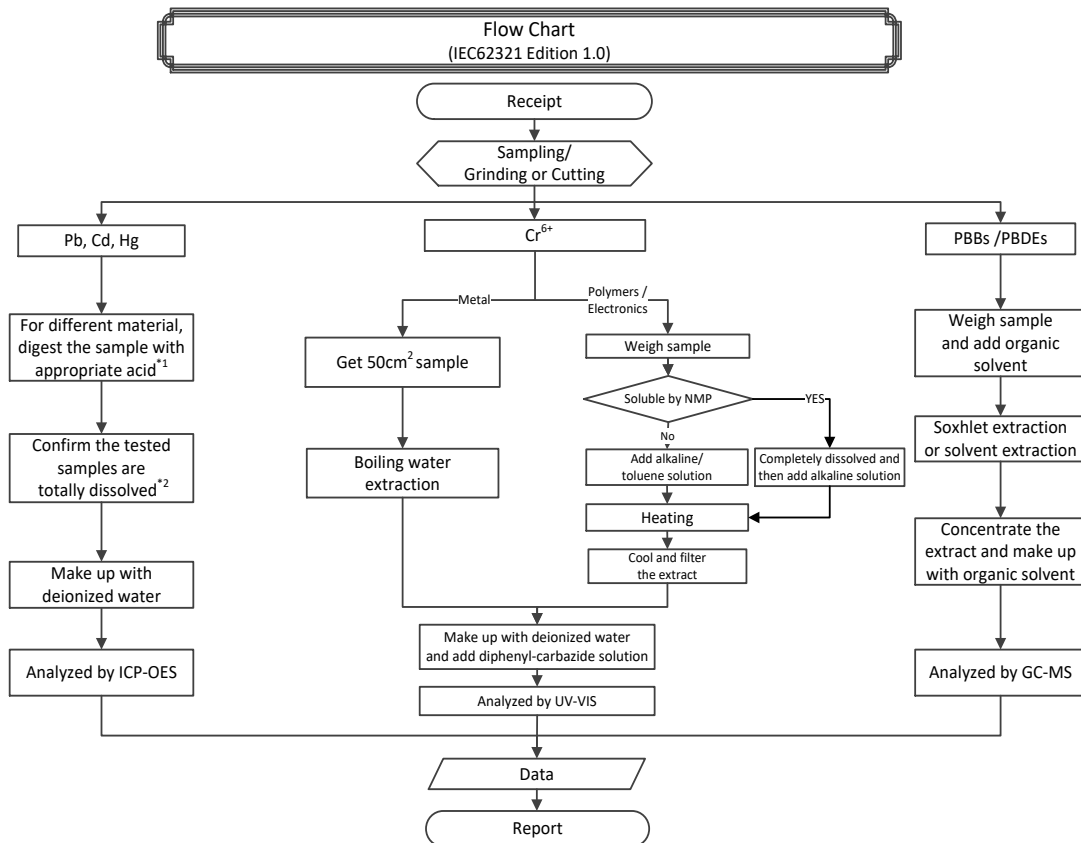 Flow Chart
(IEC62321 Edition 1.0)
Receipt
Sampling/
Grinding or Cutting
Pb, Cd, Hg
Cr6+
PBBs /PBDEs
Metal
Polymers /
Electronics
For different material,
digest the sample with
appropriate acid*1
Get 50cm2 sample
Weigh sample
Weigh sample
and add organic
solvent
Soluble by NMP
YES
No
Confirm the tested
samples are
totally dissolved*2
Boiling water
extraction
Add alkaline/
toluene solution
Completely dissolved and
then add alkaline solution
Soxhlet extraction
or solvent extraction
Heating
Cool and filter
the extract
Concentrate the
extract and make up
with organic solvent
Make up with
deionized water
Make up with deionized water
and add diphenyl-carbazide solution
Analyzed by ICP-OES
Analyzed by UV-VIS
Analyzed by GC-MS
Data
Report